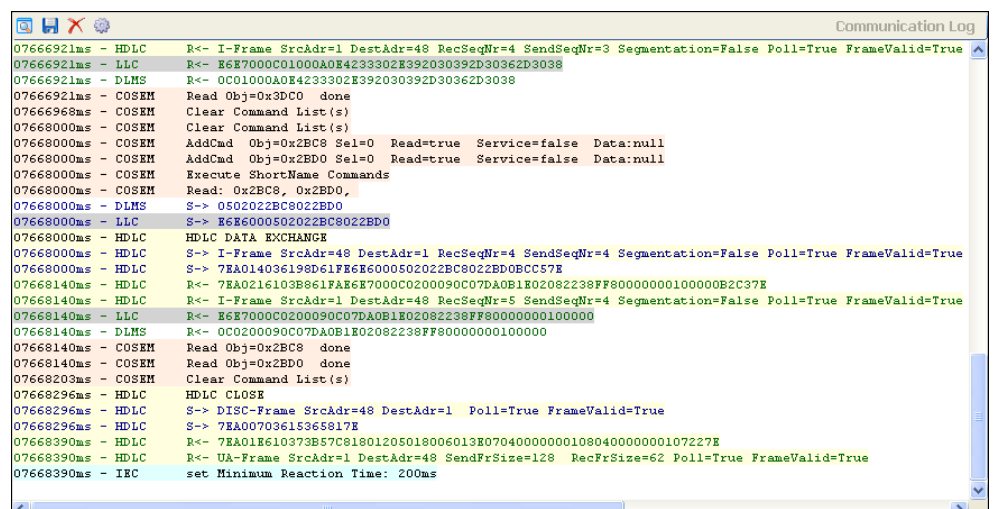 Communication Log
07666921ms - HDLC R<- I-Frame SrcAdr=1 DestAdr=48 RecSeqNr=4 SendSeqNr=3 Segmentation=False Poll=True FrameValid=True
07666921ms - LLC R<- E6E7000C01000A0E4233302E392030392D30362D3038
07666921ms - DLMS R<- 0C01000A0E4233302E392030392D30362D3038
07666921ms - COSEM Read Obj=0x3DC0 done
07666968ms - COSEM Clear Command List(s)
07668000ms - COSEM Clear Command List(s)
07668000ms - COSEM AddCmd Obj=0x2BC8 Sel=0 Read=true Service=false Data:null
07668000ms - COSEM AddCmd Obj=0x2BD0 Sel=0 Read=true Service=false Data:null
07668000ms - COSEM Execute ShortName Commands
07668000ms - COSEM Read: 0x2BC8, 0x2BD0,
07668000ms - DLMS S-> 0502022BC8022BD0
07668000ms - LLC S-> E6E6000502022BC8022BD0
07668000ms - HDLC HDLC DATA EXCHANGE
07668000ms - HDLC S-> I-Frame SrcAdr=48 DestAdr=1 RecSeqNr=4 SendSeqNr=4 Segmentation=False Poll=True FrameValid=True
07668000ms - HDLC S-> 7EA014036198D61FE6E6000502022BC8022BD0BCC57E
07668140ms - HDLC R<- 7EA0216103B861FAE6E7000C0200090C07DA0B1E02082238FF80000000100000B2C37E
07668140ms - HDLC R<- I-Frame SrcAdr=1 DestAdr=48 RecSeqNr=5 SendSeqNr=4 Segmentation=False Poll=True FrameValid=True
07668140ms - LLC R<- E6E7000C0200090C07DA0B1E02082238FF80000000100000
07668140ms - DLMS R<- 0C0200090C07DA0B1E02082238FF80000000100000
07668140ms - COSEM Read Obj=0x2BC8 done
07668140ms - COSEM Read Obj=0x2BD0 done
07668203ms - COSEM Clear Command List(s)
07668296ms - HDLC HDLC CLOSE
07668296ms - HDLC S-> DISC-Frame SrcAdr=48 DestAdr=1 Poll=True FrameValid=True
07668296ms - HDLC S-> 7EA00703615365817E
07668390ms - HDLC R<- 7EA01E610373B57C81801205018006013E07040000000108040000000107227E
07668390ms - HDLC R<- UA-Frame SrcAdr=1 DestAdr=48 SendFrSize=128 RecFrSize=62 Poll=True FrameValid=True
07668390ms - IEC set Minimum Reaction Time: 200ms